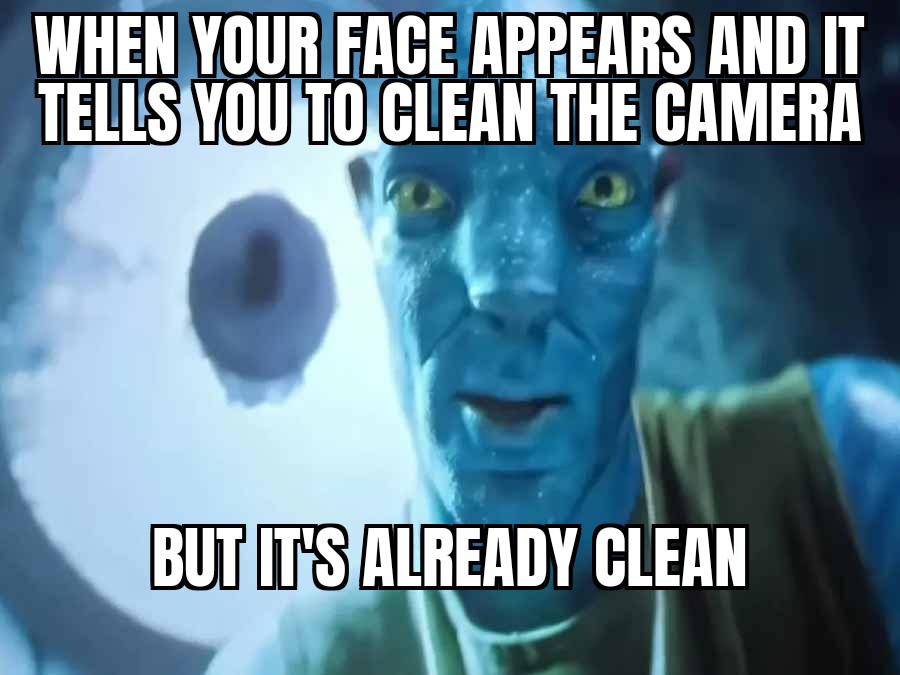 WHEN YOUR FACE APPEARS AND IT
TELLS YOU TO CLEAN THE CAMERA
BUT IT'S ALREADY CLEAN